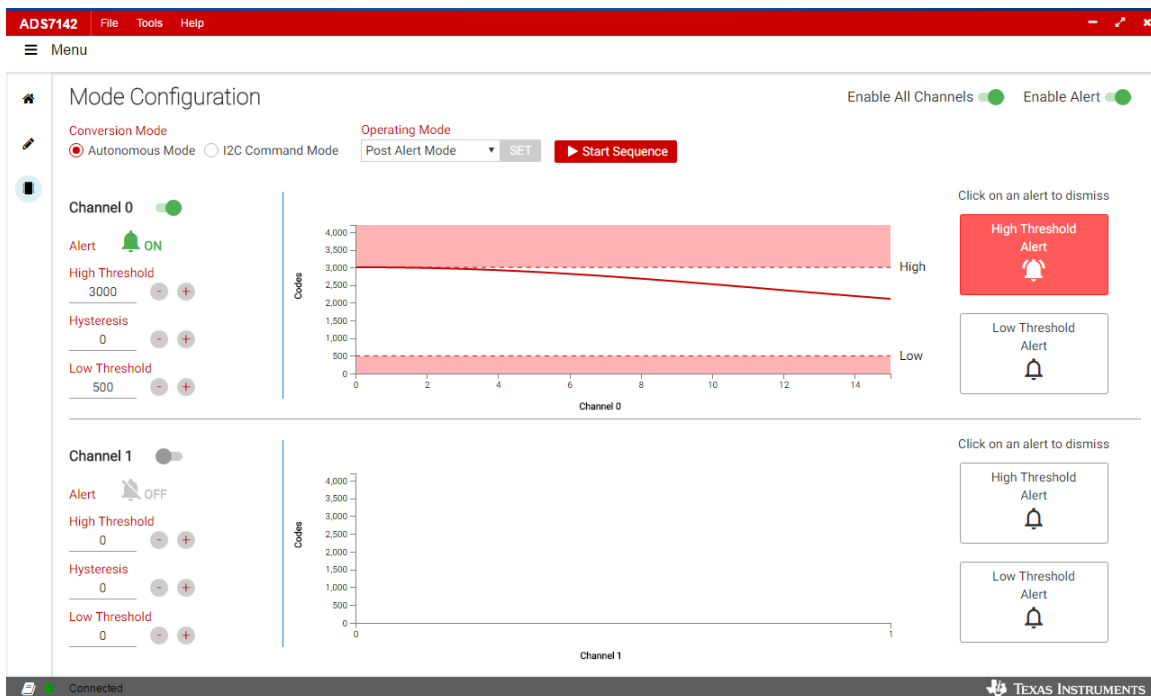 ADS7142 File Tools Help
Menu
Mode Configuration
Enable All Channels Enable Alert
Conversion Mode
Autonomous Mode I2C Command Mode
Operating Mode
Post Alert Mode SET Start Sequence
Channel 0
Alert ON
High Threshold
3000 - +
Hysteresis
0 - +
Low Threshold
500 - +
4,000
3,500
3,000
2,500
2,000
1,500
1,000
500
0
Codes
0 2 4 6 8 10 12 14
Channel 0
High
Low
Click on an alert to dismiss
High Threshold
Alert
Low Threshold
Alert
Channel 1
Alert OFF
High Threshold
0 - +
Hysteresis
0 - +
Low Threshold
0 - +
4,000
3,500
3,000
2,500
2,000
1,500
1,000
500
0
Codes
0 1
Channel 1
Click on an alert to dismiss
High Threshold
Alert
Low Threshold
Alert
Connected
TEXAS INSTRUMENTS